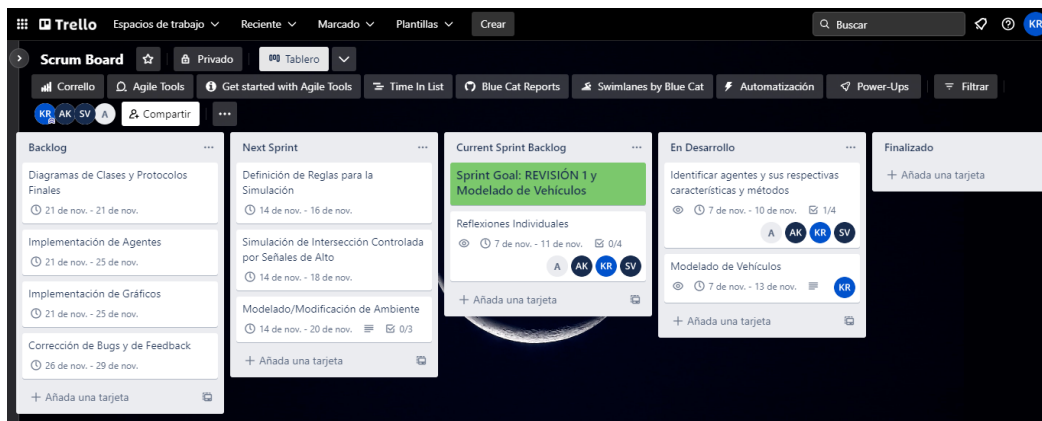 Trello
Espacios de trabajo
Reciente
Marcado
Plantillas
Crear
Buscar
KR
Scrum Board
Privado
Tablero
Corrello
Agile Tools
Get started with Agile Tools
Time In List
Blue Cat Reports
Swimlanes by Blue Cat
Automatización
Power-Ups
Filtrar
KR
AK
SV
A
Compartir
Backlog
Diagramas de Clases y Protocolos
Finales
21 de nov. - 21 de nov.
Implementación de Agentes
21 de nov. - 25 de nov.
Implementación de Gráficos
21 de nov. - 25 de nov.
Corrección de Bugs y de Feedback
26 de nov. - 29 de nov.
+ Añada una tarjeta
Next Sprint
Definición de Reglas para la
Simulación
14 de nov. - 16 de nov.
Simulación de Intersección Controlada
por Señales de Alto
14 de nov. - 18 de nov.
Modelado/Modificación de Ambiente
14 de nov. - 20 de nov.
0/3
+ Añada una tarjeta
Current Sprint Backlog
Sprint Goal: REVISIÓN 1 y
Modelado de Vehículos
Reflexiones Individuales
7 de nov. - 11 de nov.
0/4
A
AK
KR
SV
+ Añada una tarjeta
En Desarrollo
Identificar agentes y sus respectivas
características y métodos
7 de nov. - 10 de nov.
1/4
A
AK
KR
SV
Modelado de Vehículos
7 de nov. - 13 de nov.
KR
+ Añada una tarjeta
Finalizado
+ Añada una tarjeta